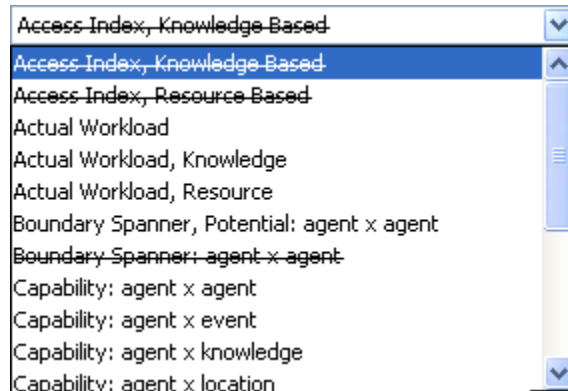 Access Index, Knowledge Based
Access Index, Knowledge Based
Access Index, Resource Based
Actual Workload
Actual Workload, Knowledge
Actual Workload, Resource
Boundary Spanner, Potential: agent x agent
Boundary Spanner: agent x agent
Capability: agent x agent
Capability: agent x event
Capability: agent x knowledge
Capability: agent x location